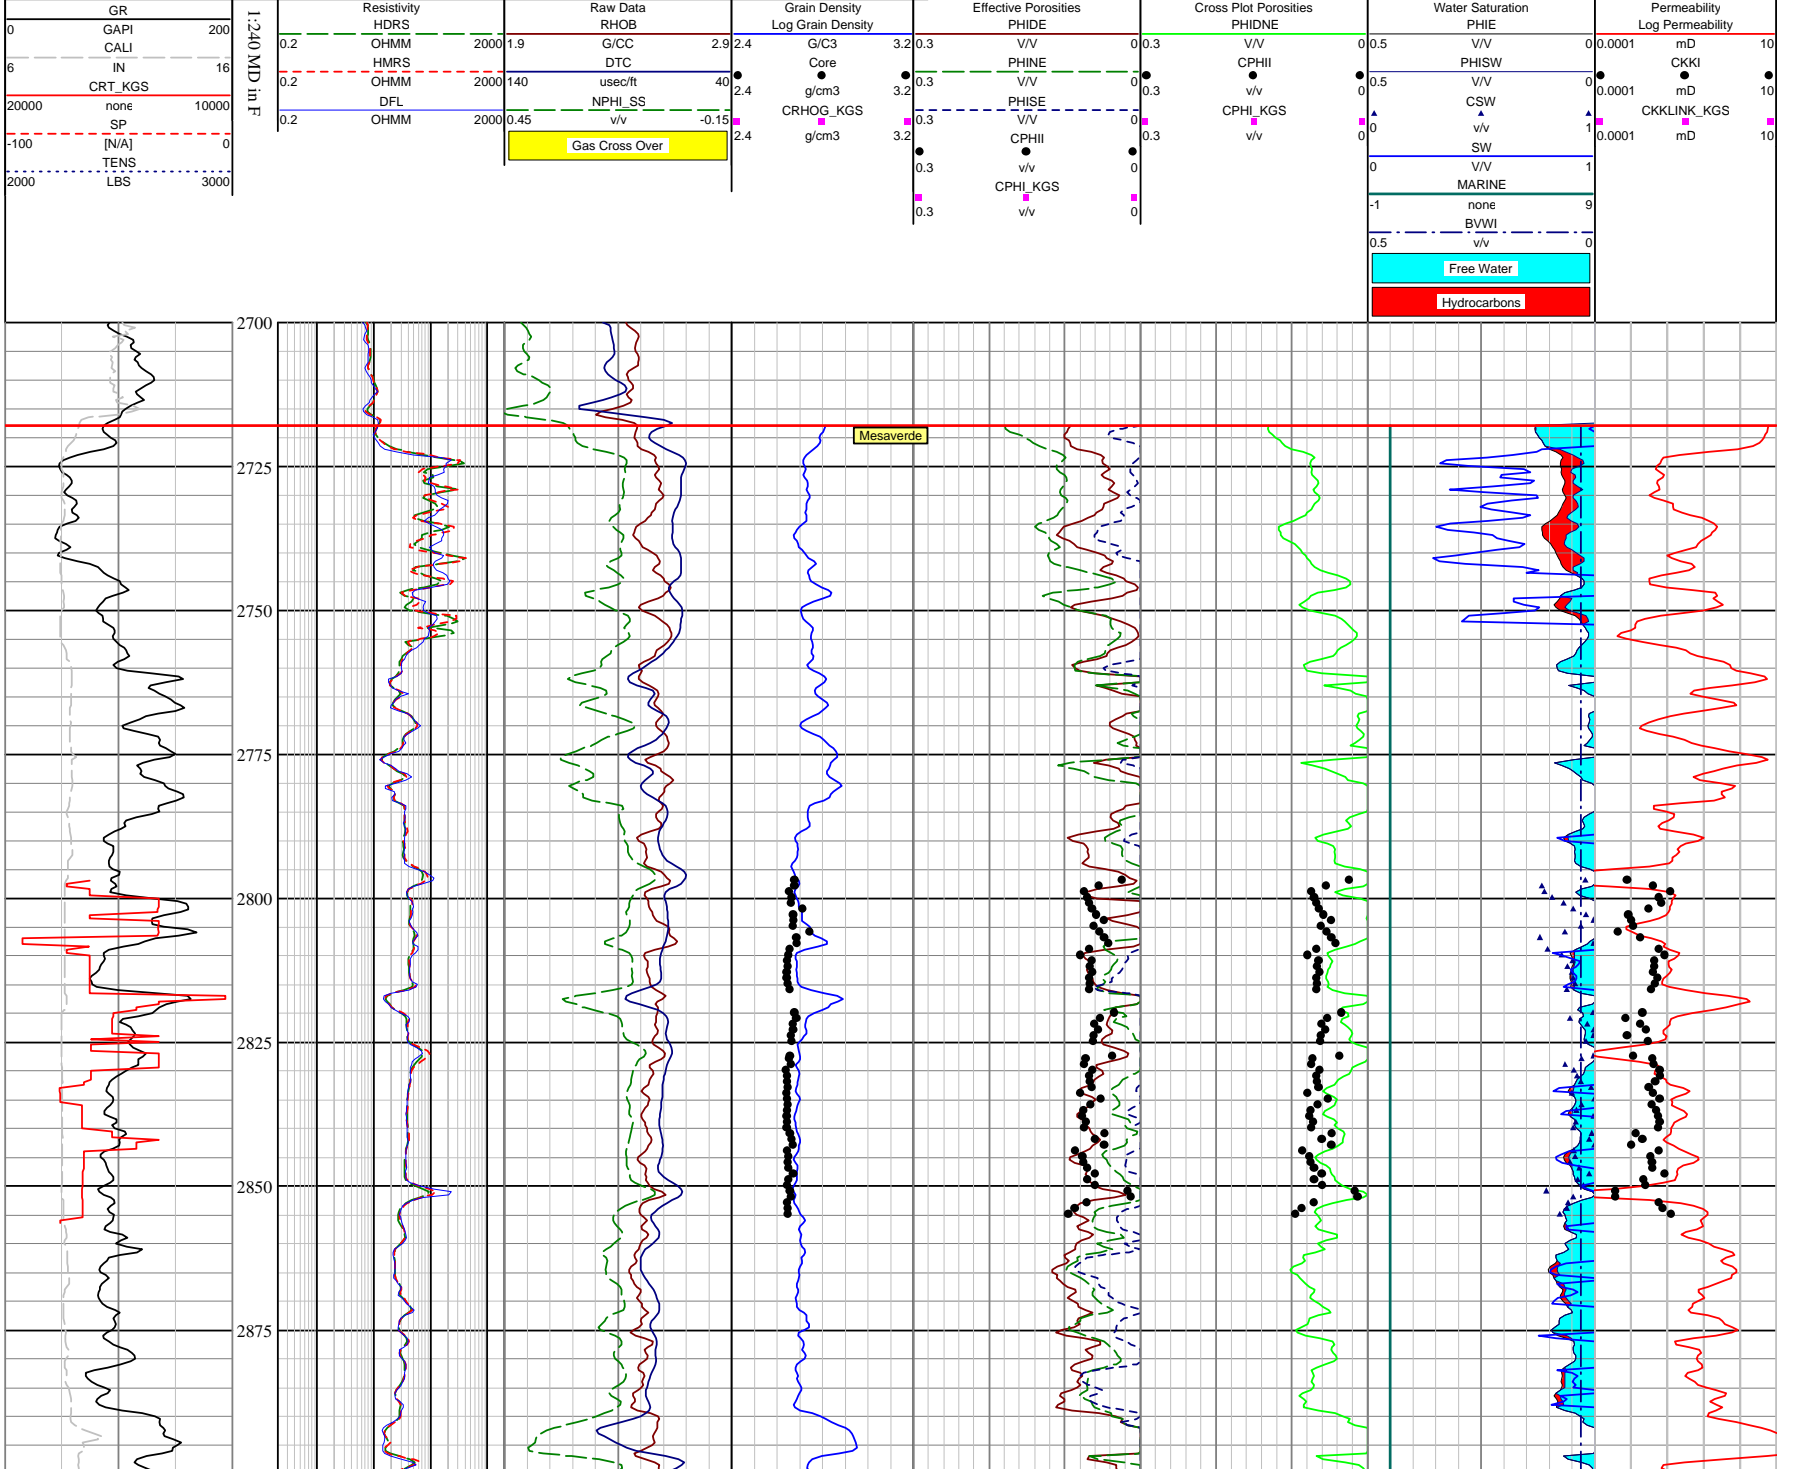 GR
0 GAPI 200
CALI
6 IN 16
CRT_KGS
20000 none 10000
SP
-100 [N/A] 0
TENS
2000 LBS 3000
1:240 MD in F
Resistivity
HDRS
0.2 OHMM 2000
HMRS
0.2 OHMM 2000
DFL
0.2 OHMM 2000
Raw Data
RHOB
1.9 G/CC 2.9
DTC
140 usec/ft 40
NPHI_SS
0.45 v/v -0.15
Gas Cross Over
Grain Density
Log Grain Density
2.4 G/C3 3.2
Core
2.4 g/cm3 3.2
CRHOG_KGS
2.4 g/cm3 3.2
Effective Porosities
PHIDE
0.3 V/V 0
PHINE
0.3 V/V 0
PHISE
0.3 V/V 0
CPHII
0.3 v/v 0
CPHI_KGS
0.3 v/v 0
Cross Plot Porosities
PHIDNE
0.3 V/V 0
CPHII
0.3 v/v 0
CPHI_KGS
0.3 v/v 0
Water Saturation
PHIE
0.5 V/V 0
PHISW
0.5 V/V 0
CSW
0 v/v 1
SW
0 V/V 1
MARINE
-1 none 9
BVWI
0.5 v/v 0
Free Water
Hydrocarbons
Permeability
Log Permeability
0.0001 mD 10
CKKI
0.0001 mD 10
CKKLINK_KGS
0.0001 mD 10
2700
Mesaverde
2725
2750
2775
2800
2825
2850
2875